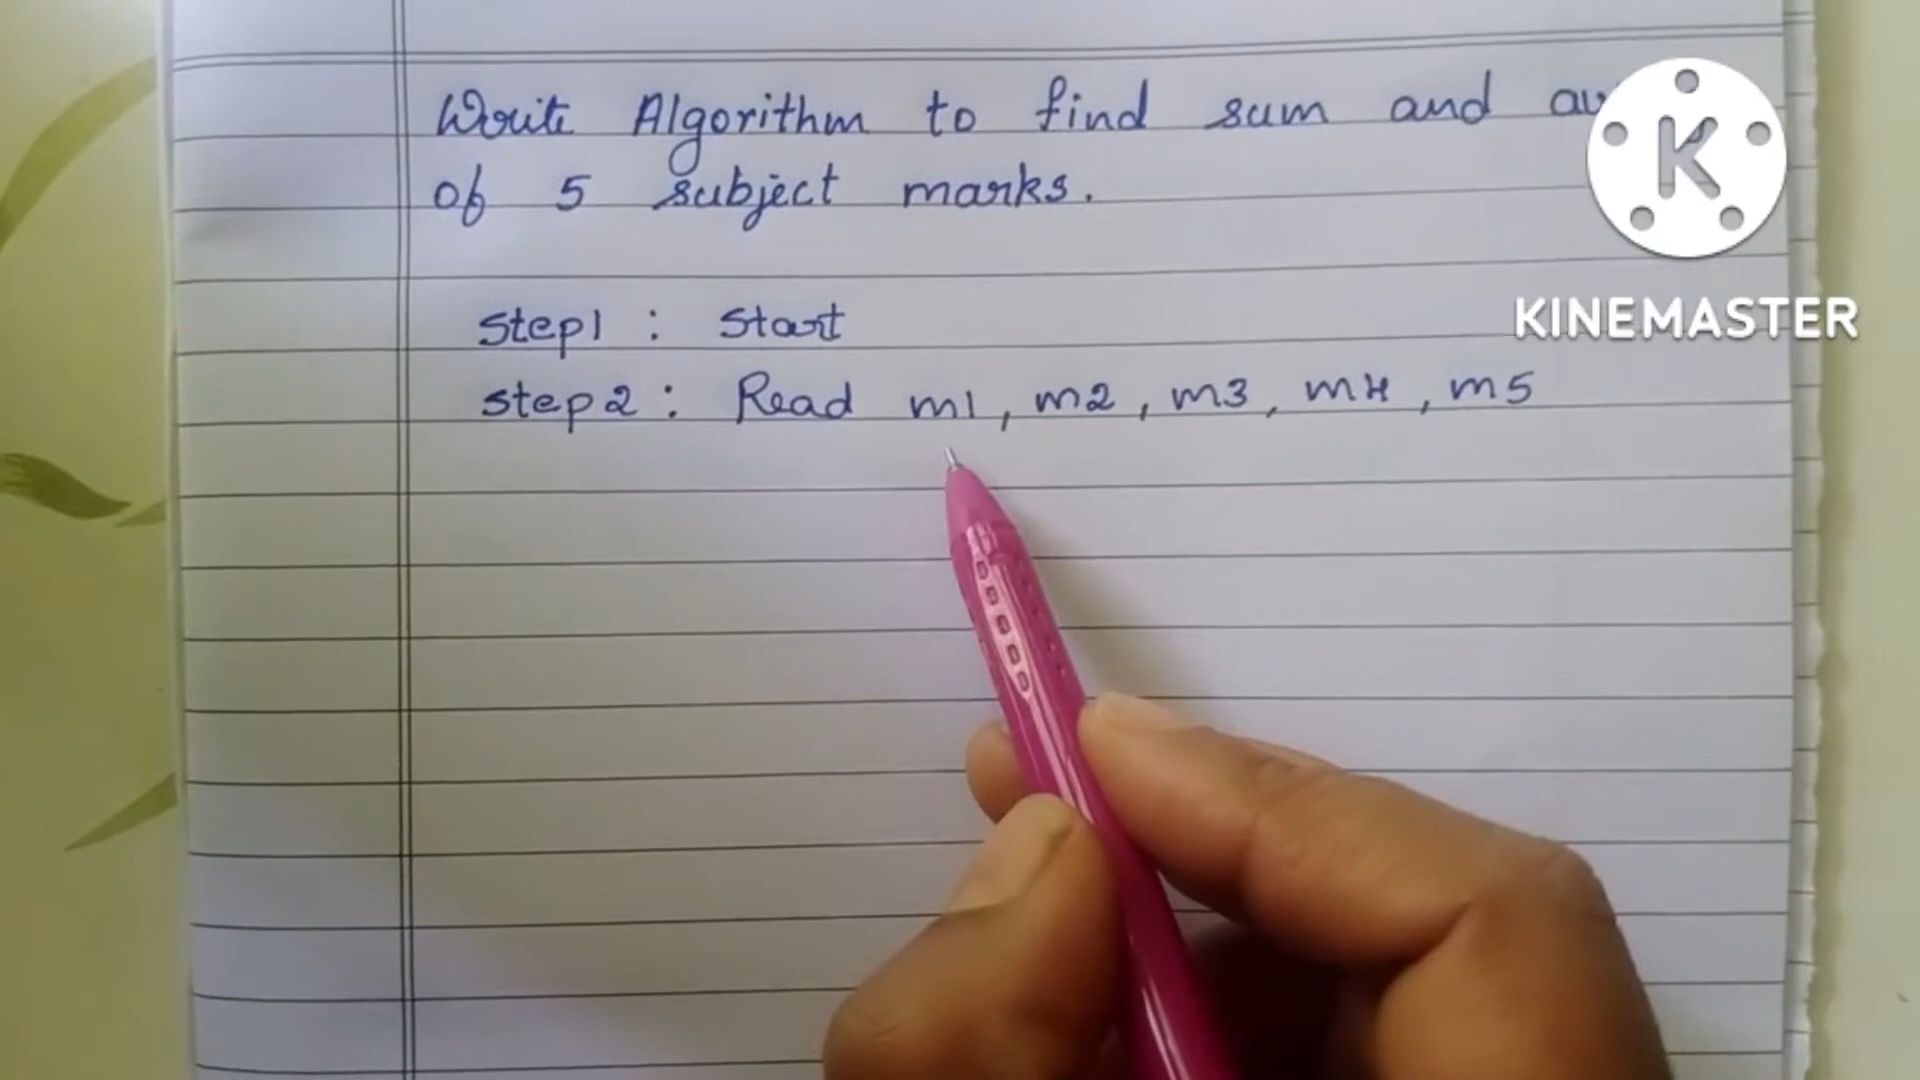 Write Algorithm to find sum and
of 5 subject marks.
K
KINEMASTER
Step1 : Start
Step2 : Read m1, m2, m3, m4, m5